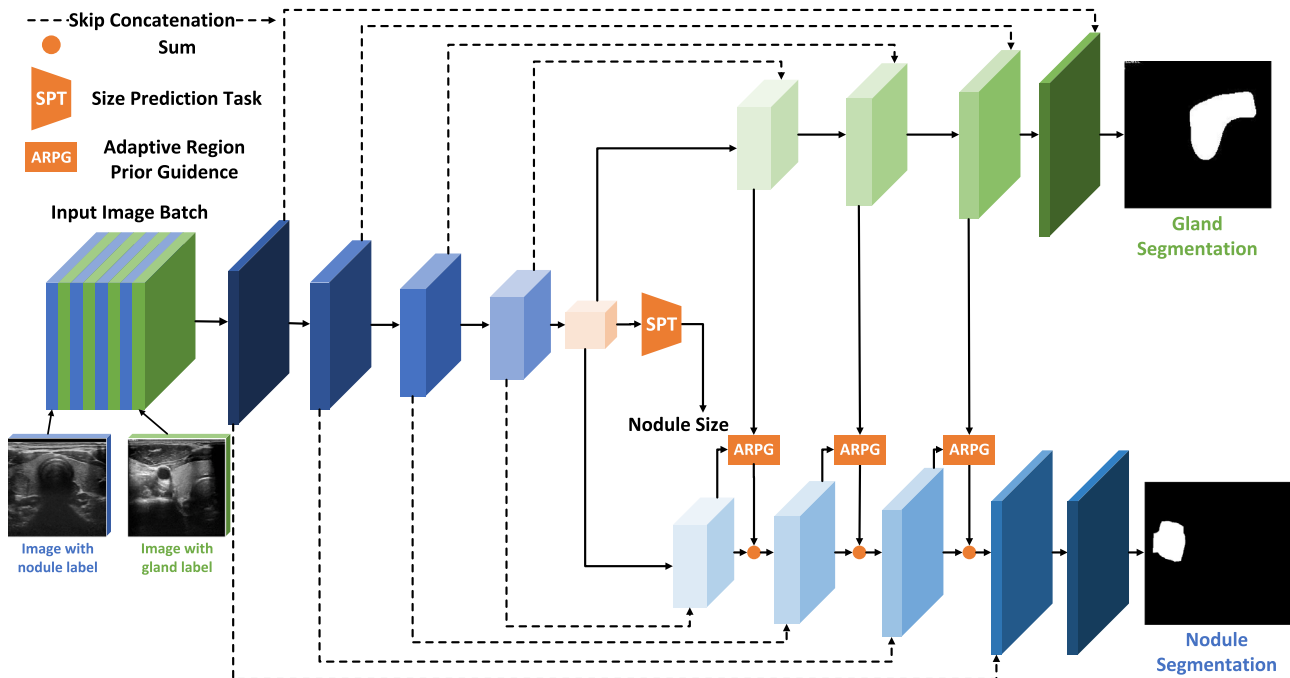 Skip Concatenation
Sum
SPT
Size Prediction Task
ARPG
Adaptive Region
Prior Guidence
Input Image Batch
SPT
Nodule Size
ARPG
ARPG
ARPG
Gland
Segmentation
Image with
nodule label
Image with
gland label
Nodule
Segmentation